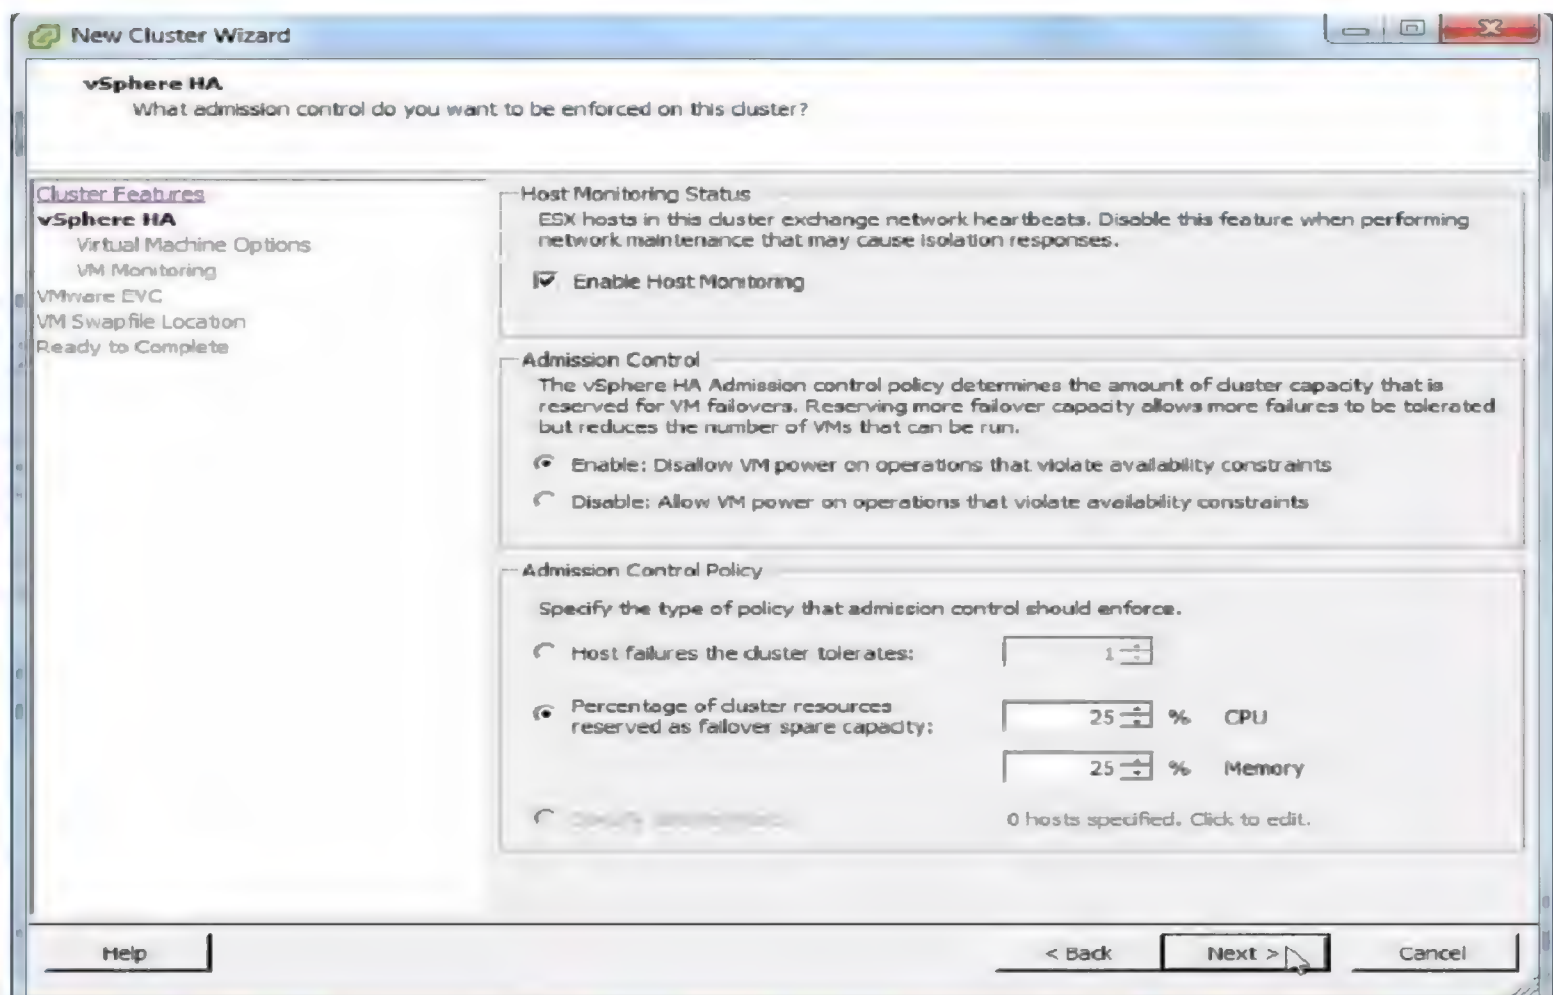 New Cluster Wizard
vSphere HA
What admission control do you want to be enforced on this cluster?
Cluster Features
vSphere HA
Virtual Machine Options
VM Monitoring
VMware EVC
VM Swapfile Location
Ready to Complete
Host Monitoring Status
ESX hosts in this cluster exchange network heartbeats. Disable this feature when performing
network maintenance that may cause isolation responses.
Enable Host Monitoring
Admission Control
The vSphere HA Admission control policy determines the amount of cluster capacity that is
reserved for VM failovers. Reserving more failover capacity allows more failures to be tolerated
but reduces the number of VMs that can be run.
Enable: Disallow VM power on operations that violate availability constraints
Disable: Allow VM power on operations that violate availability constraints
Admission Control Policy
Specify the type of policy that admission control should enforce.
Host failures the cluster tolerates: 1
Percentage of cluster resources
reserved as failover spare capacity: 25 % CPU
25 % Memory
0 hosts specified. Click to edit.
Help < Back Next > Cancel